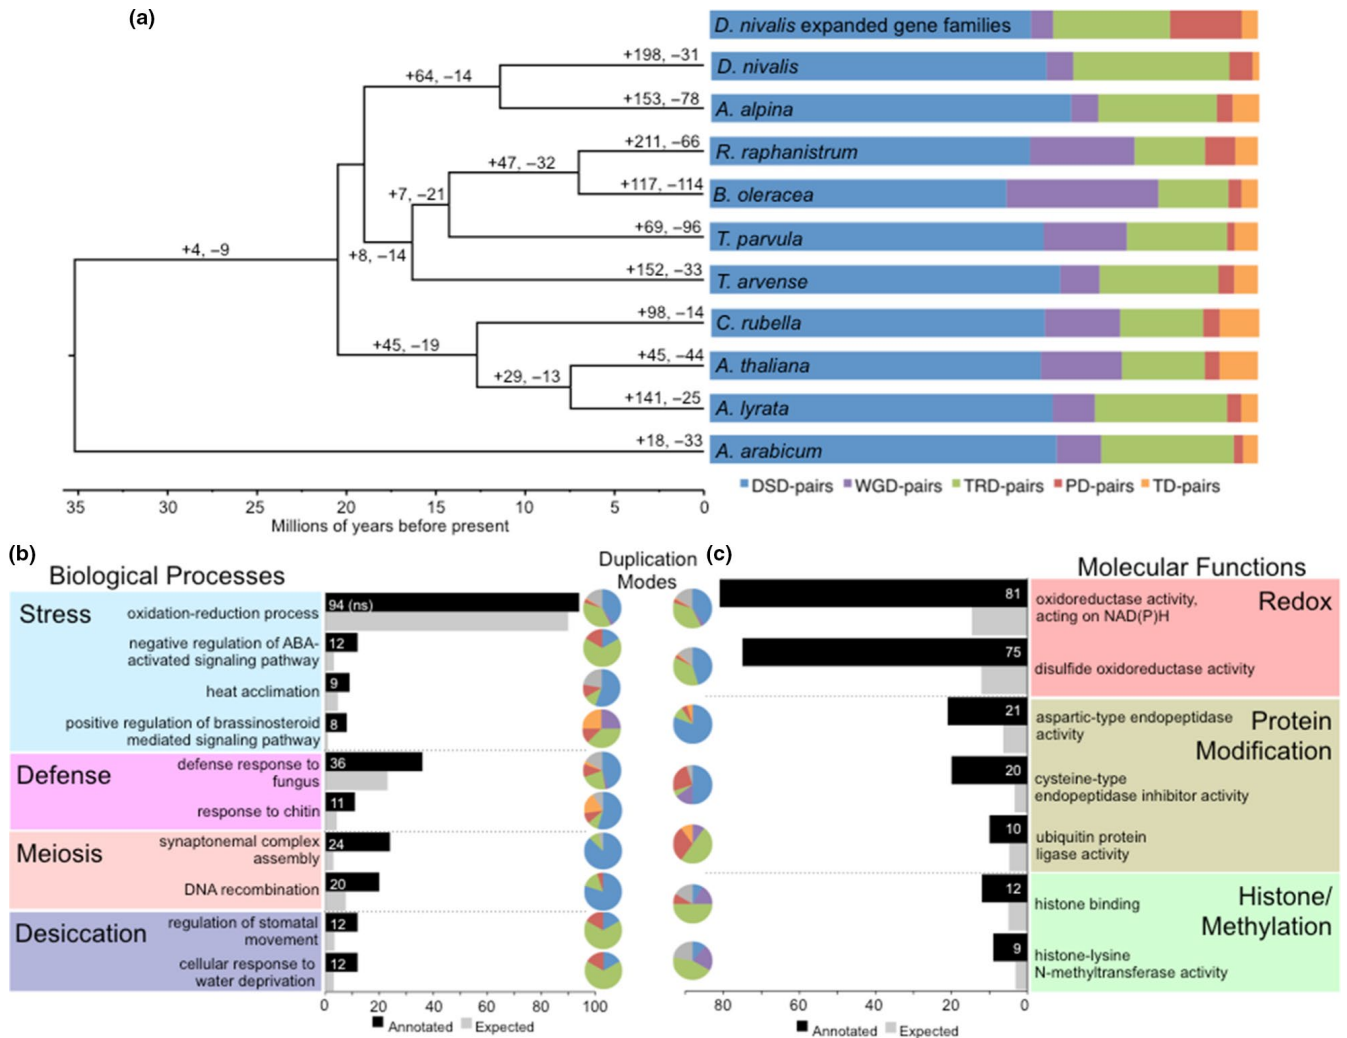 (a)
D. nivalis expanded gene families
+198, –31
D. nivalis
+64, –14
+153, –78
A. alpina
+211, –66
R. raphanistrum
+47, –32
+117, –114
B. oleracea
+7, –21
+69, –96
T. parvula
+4, –9
+8, –14
+152, –33
T. arvense
+98, –14
C. rubella
+45, –19
+45, –44
A. thaliana
+29, –13
+141, –25
A. lyrata
+18, –33
A. arabicum
DSD-pairs WGD-pairs TRD-pairs PD-pairs TD-pairs
35 30 25 20 15 10 5 0
Millions of years before present
(b)
Biological Processes
Duplication
Modes
(c)
Molecular Functions
Stress
oxidation-reduction process
94 (ns)
negative regulation of ABA-
activated signaling pathway
12
heat acclimation
9
positive regulation of brassinosteroid
mediated signaling pathway
8
Defense
defense response to
fungus
36
response to chitin
11
Meiosis
synaptonemal complex
assembly
24
DNA recombination
20
Desiccation
regulation of stomatal
movement
12
cellular response to
water deprivation
12
0 20 40 60 80 100
Annotated Expected
81
oxidoreductase activity,
acting on NAD(P)H
Redox
75
disulfide oxidoreductase activity
21
aspartic-type endopeptidase
activity
Protein
Modification
20
cysteine-type
endopeptidase inhibitor activity
10
ubiquitin protein
ligase activity
12
histone binding
Histone/
Methylation
9
histone-lysine
N-methyltransferase activity
80 60 40 20 0
Annotated Expected